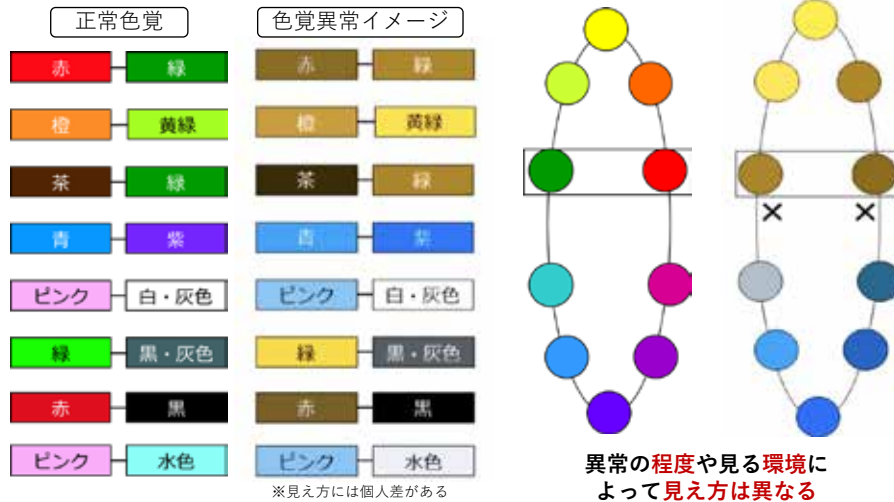 正常色覚
色覚異常イメージ
赤 緑
橙 黄緑
茶 緑
青 紫
ピンク 白・灰色
緑 黒・灰色
赤 黒
ピンク 水色
赤 緑
橙 黄緑
茶 緑
青 紫
ピンク 白・灰色
緑 黒・灰色
赤 黒
ピンク 水色
※見え方には個人差がある
×
×
異常の程度や見る環境に
よって見え方は異なる